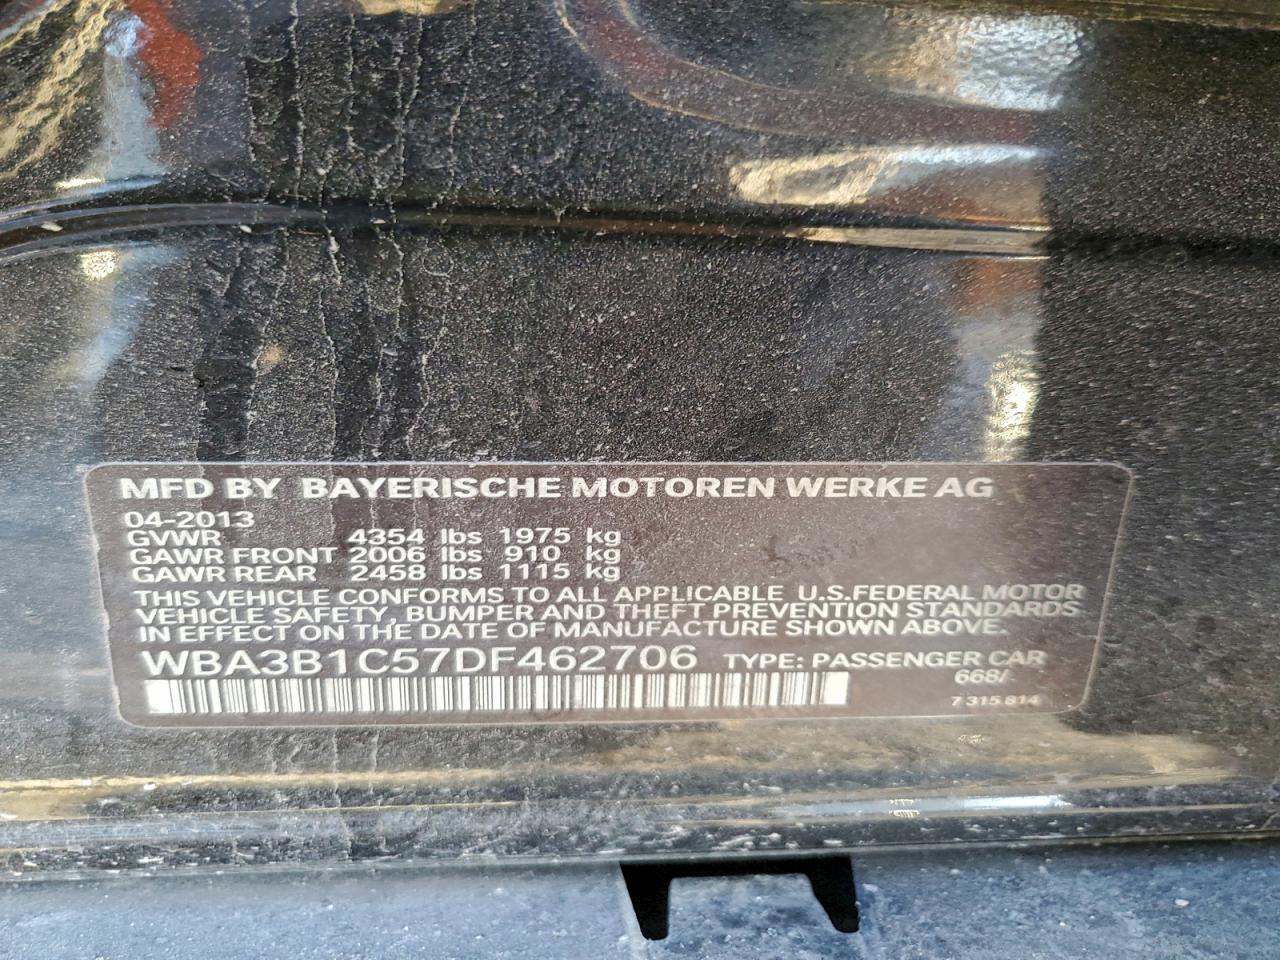 MFD BY BAYERISCHE MOTOREN WERKE AG
04-2013
GVWR 4354 lbs 1975 kg
GAWR FRONT 2006 lbs 910 kg
GAWR REAR 2458 lbs 1115 kg
THIS VEHICLE CONFORMS TO ALL APPLICABLE U.S.FEDERAL MOTOR
VEHICLE SAFETY, BUMPER AND THEFT PREVENTION STANDARDS
IN EFFECT ON THE DATE OF MANUFACTURE SHOWN ABOVE.
WBA3B1C57DF462706 TYPE: PASSENGER CAR
668/-
7 315 814